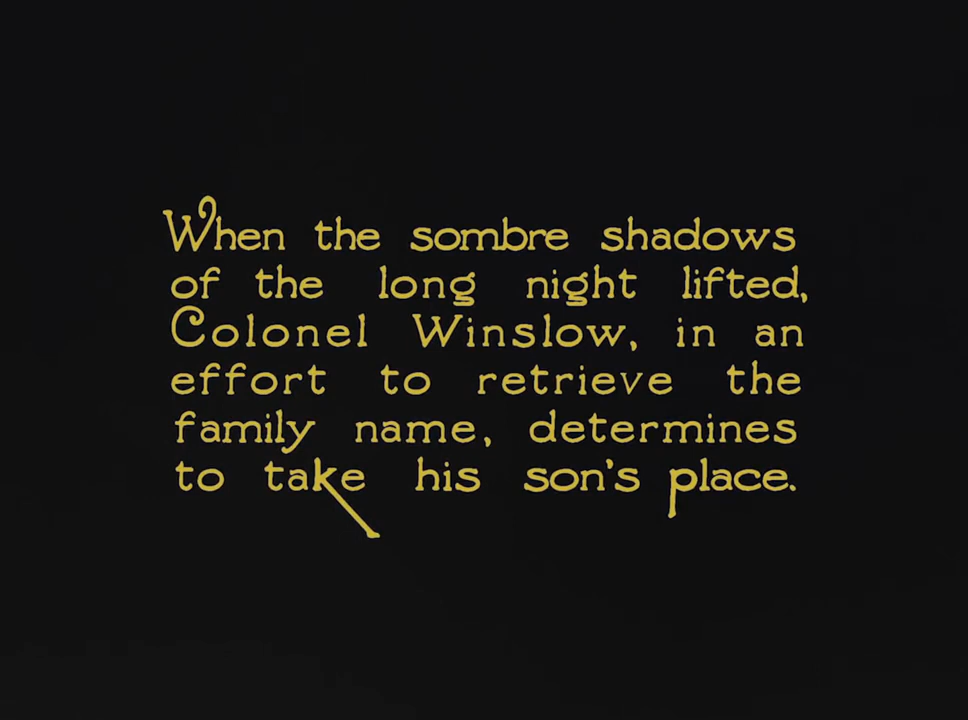 When the sombre shadows
of the long night lifted,
Colonel Winslow, in an
effort to retrieve the
family name, determines
to take his son's place.